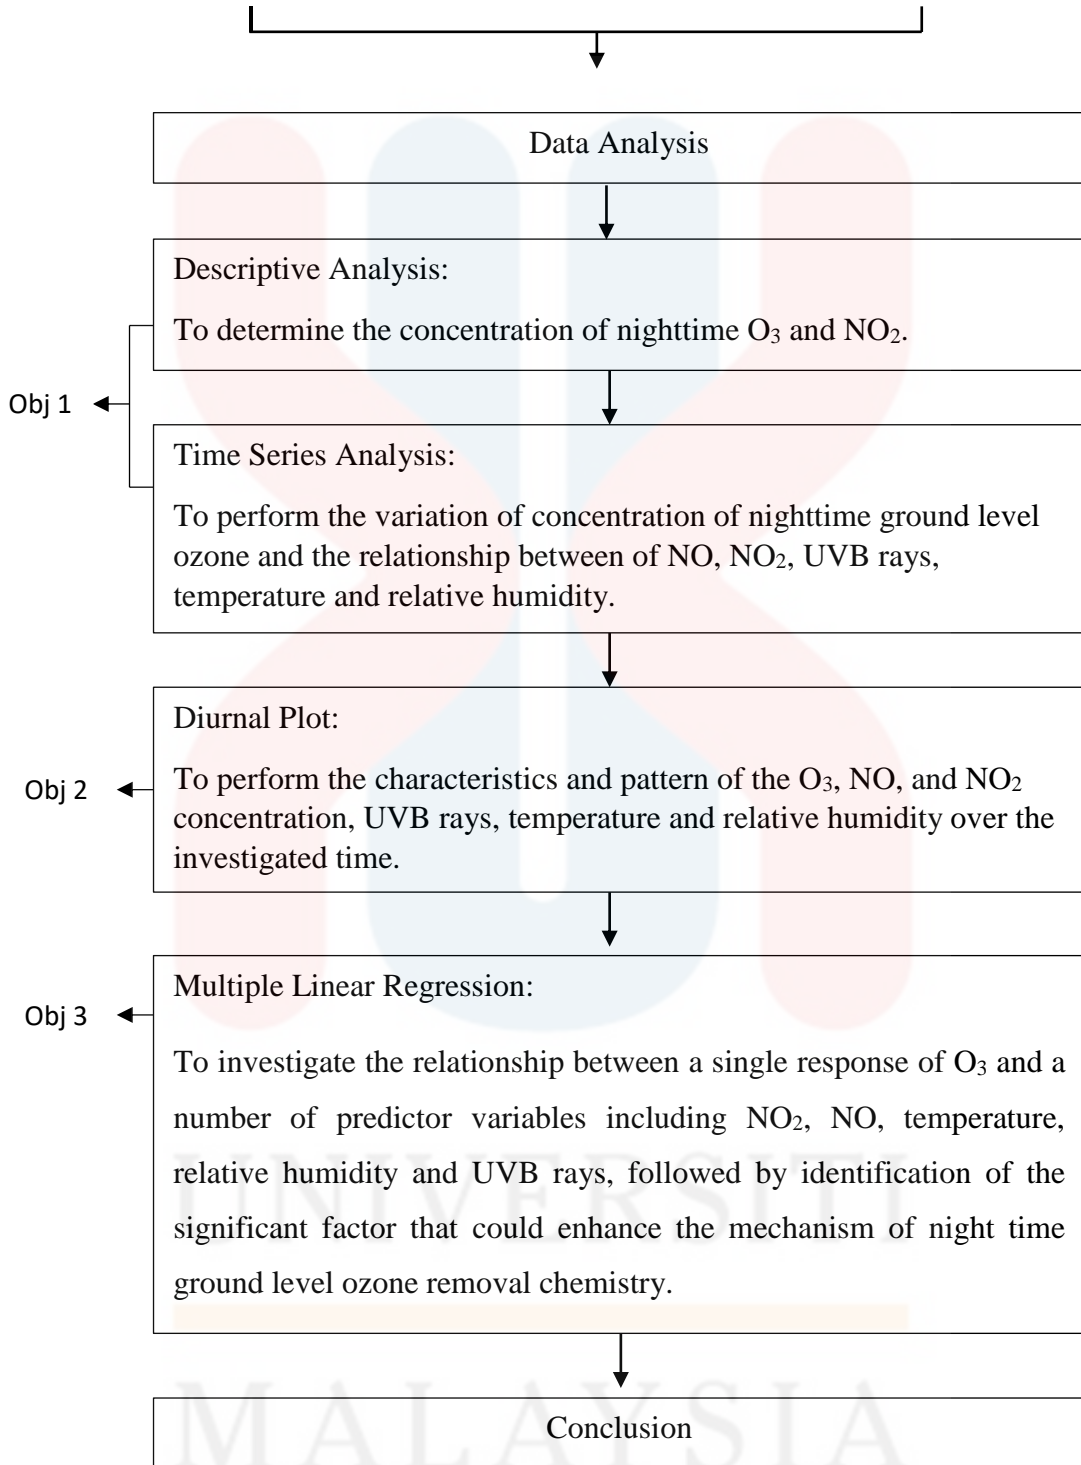 Data Analysis
Descriptive Analysis:
To determine the concentration of nighttime O₃ and NO₂.
Obj 1
Time Series Analysis:
To perform the variation of concentration of nighttime ground level
ozone and the relationship between of NO, NO₂, UVB rays,
temperature and relative humidity.
Diurnal Plot:
Obj 2
To perform the characteristics and pattern of the O₃, NO, and NO₂
concentration, UVB rays, temperature and relative humidity over the
investigated time.
Multiple Linear Regression:
Obj 3
To investigate the relationship between a single response of O₃ and a
number of predictor variables including NO₂, NO, temperature,
relative humidity and UVB rays, followed by identification of the
significant factor that could enhance the mechanism of night time
ground level ozone removal chemistry.
UNIVERSITI
Conclusion
MALAYSIA